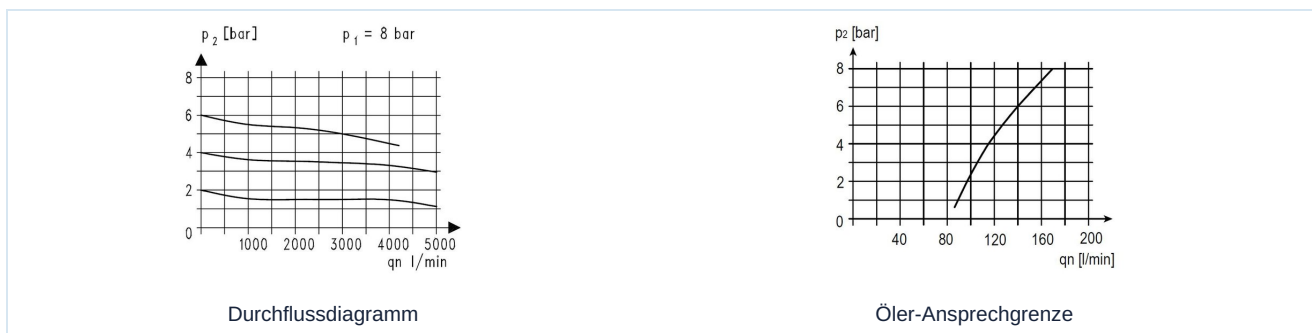 p2 [bar]
p1 = 8 bar
8
6
4
2
0
1000 2000 3000 4000 5000
qn l/min
Durchflussdiagramm
p2 [bar]
8
6
4
2
0
40 80 120 160 200
qn [l/min]
Öler-Ansprechgrenze